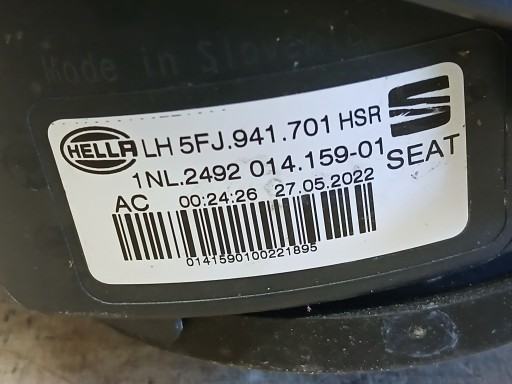 Made in Slovenia
HELLA LH 5FJ.941.701 HSR
1NL.2492 014.159-01 SEAT
AC 00:24:26 27.05.2022
0141590100221895